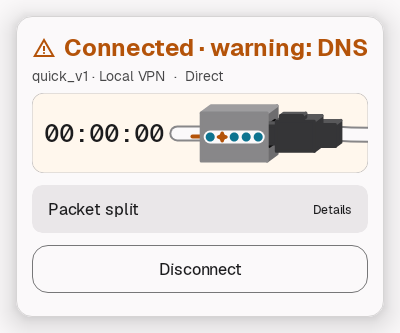 Connected · warning: DNS
quick_v1 · Local VPN · Direct
00:00:00
Packet split Details
Disconnect